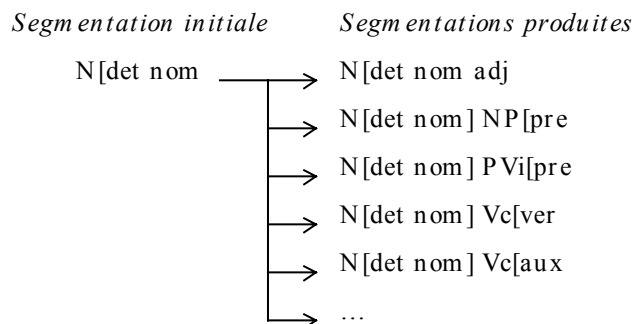 Segmentation initiale Segmentations produites
N[det nom N[det nom adj
N[det nom] NP[pre
N[det nom] PVi[pre
N[det nom] Vc[ver
N[det nom] Vc[aux
…